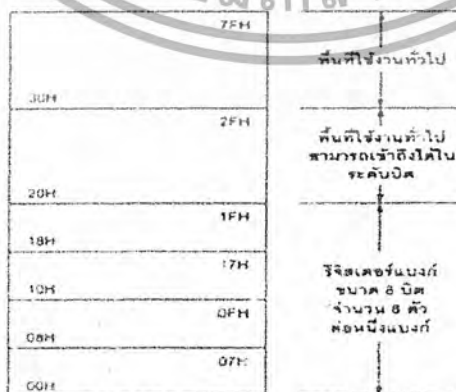 7FH
พื้นที่ใช้งานทั่วไป
30H
2FH
พื้นที่ใช้งานทั่วไป
สามารถเข้าถึงได้ใน
ระดับบิต
20H
1FH
18H
17H
10H
รีจิสเตอร์แบงก์
ขนาด 8 บิต
จำนวน 8 ตัว
ต่อหนึ่งแบงก์
0FH
08H
07H
00H